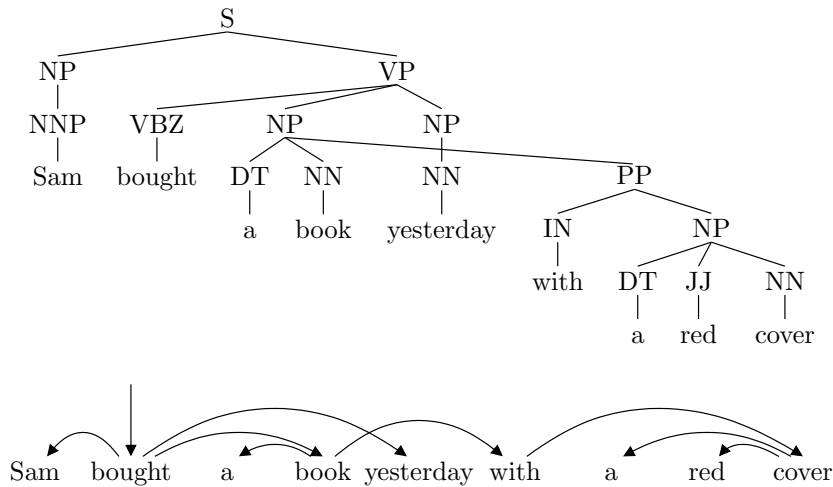 S
NP VP
NNP VBZ NP NP
Sam bought DT NN NN PP
a book yesterday IN NP
with DT JJ NN
a red cover
Sam bought a book yesterday with a red cover